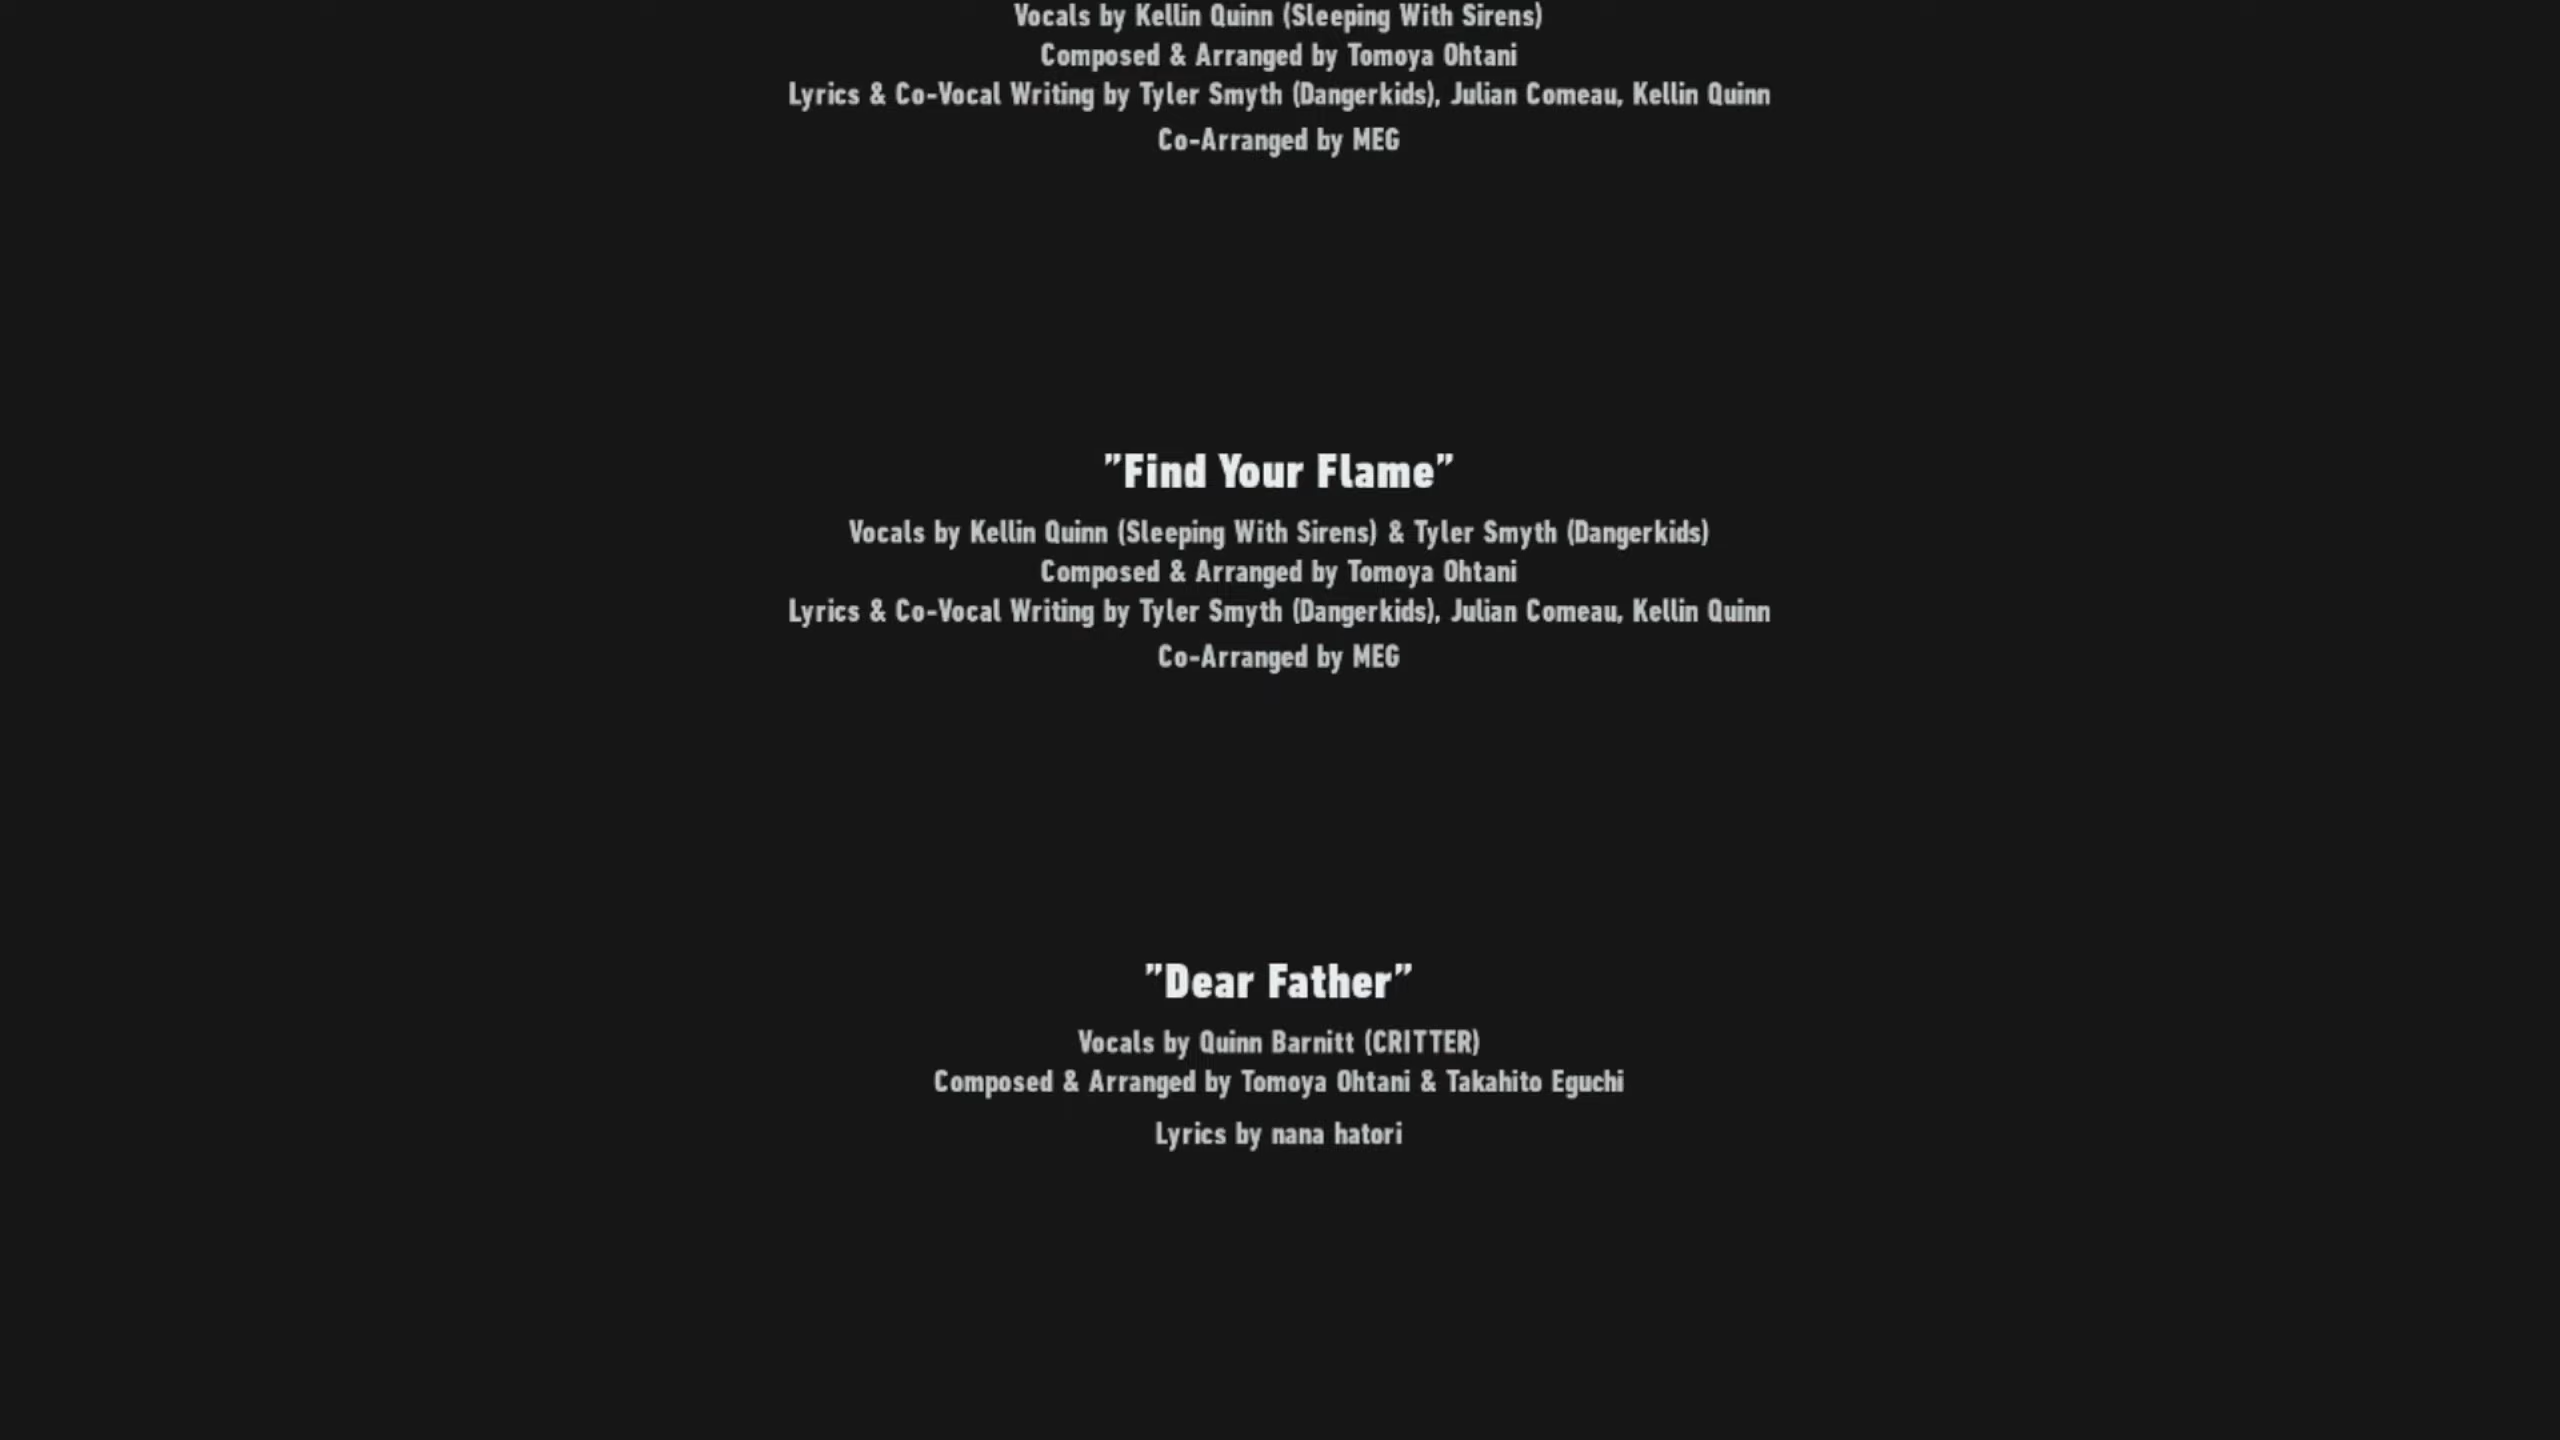 Vocals by Kellin Quinn (Sleeping With Sirens)
Composed & Arranged by Tomoya Ohtani
Lyrics & Co-Vocal Writing by Tyler Smyth (Dangerkids), Julian Comeau, Kellin Quinn
Co-Arranged by MEG
”Find Your Flame”
Vocals by Kellin Quinn (Sleeping With Sirens) & Tyler Smyth (Dangerkids)
Composed & Arranged by Tomoya Ohtani
Lyrics & Co-Vocal Writing by Tyler Smyth (Dangerkids), Julian Comeau, Kellin Quinn
Co-Arranged by MEG
”Dear Father”
Vocals by Quinn Barnitt (CRITTER)
Composed & Arranged by Tomoya Ohtani & Takahito Eguchi
Lyrics by nana hatori